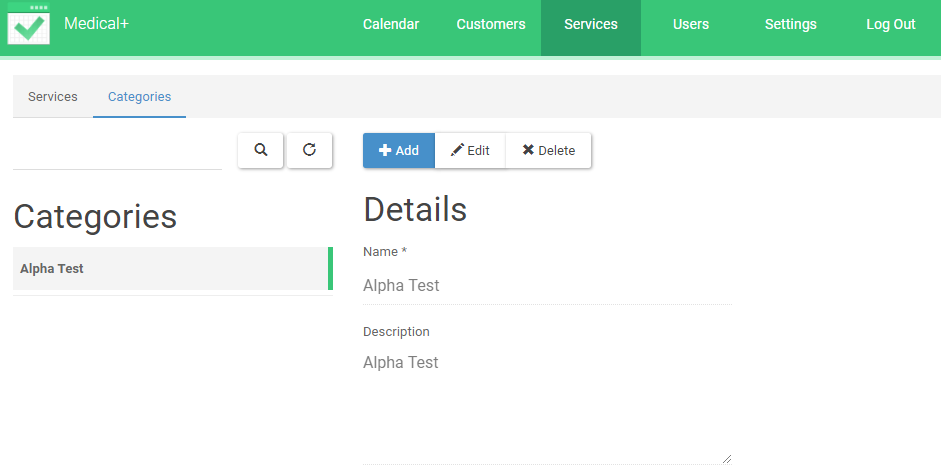 Medical+
Calendar
Customers
Services
Users
Settings
Log Out
Services
Categories
Add
Edit
Delete
Categories
Alpha Test
Details
Name *
Alpha Test
Description
Alpha Test